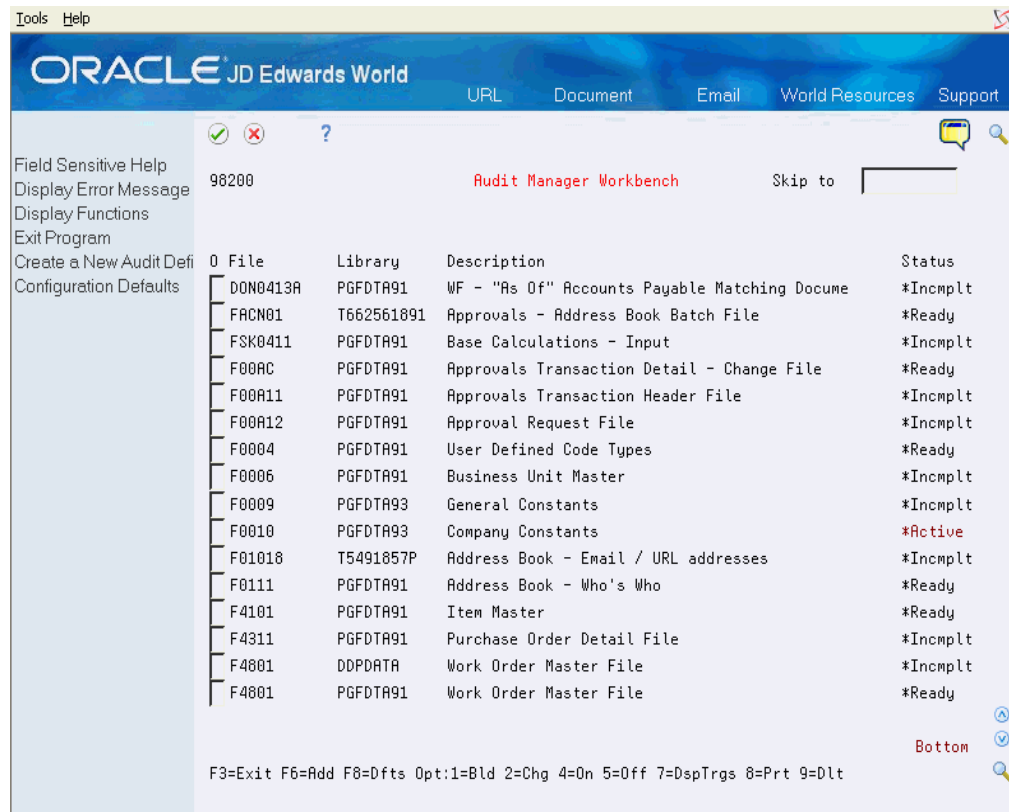 Tools Help
ORACLE JD Edwards World
URL Document Email World Resources Support
?
Field Sensitive Help
Display Error Message
Display Functions
Exit Program
Create a New Audit Defi
Configuration Defaults
98200 Audit Manager Workbench Skip to
O File Library Description Status
DON0413A PGFDTA91 WF - "As Of" Accounts Payable Matching Docume *Incmplt
FACN01 T662561891 Approvals - Address Book Batch File *Ready
FSK0411 PGFDTA91 Base Calculations - Input *Incmplt
F00AC PGFDTA91 Approvals Transaction Detail - Change File *Ready
F00A11 PGFDTA91 Approvals Transaction Header File *Incmplt
F00A12 PGFDTA91 Approval Request File *Incmplt
F0004 PGFDTA91 User Defined Code Types *Ready
F0006 PGFDTA91 Business Unit Master *Incmplt
F0009 PGFDTA93 General Constants *Incmplt
F0010 PGFDTA93 Company Constants *Active
F01018 T5491857P Address Book - Email / URL addresses *Incmplt
F0111 PGFDTA91 Address Book - Who's Who *Ready
F4101 PGFDTA91 Item Master *Ready
F4311 PGFDTA91 Purchase Order Detail File *Incmplt
F4801 DDPDATA Work Order Master File *Incmplt
F4801 PGFDTA91 Work Order Master File *Ready
Bottom
F3=Exit F6=Add F8=Dfts Opt:1=Bld 2=Chg 4=On 5=Off 7=DspTrgs 8=Prt 9=Dlt